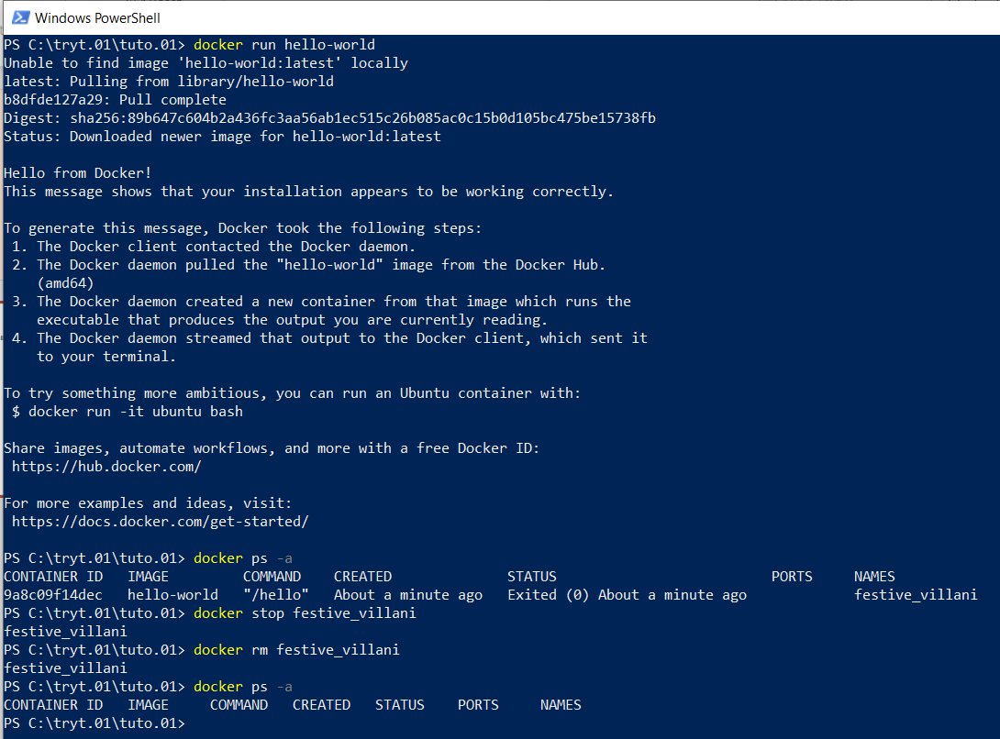 Windows PowerShell
PS C:\tryt.01\tuto.01> docker run hello-world
Unable to find image 'hello-world:latest' locally
latest: Pulling from library/hello-world
b8dfde127a29: Pull complete
Digest: sha256:89b647c604b2a436fc3aa56ab1ec515c26b085ac0c15b0d105bc475be15738fb
Status: Downloaded newer image for hello-world:latest

Hello from Docker!
This message shows that your installation appears to be working correctly.

To generate this message, Docker took the following steps:
 1. The Docker client contacted the Docker daemon.
 2. The Docker daemon pulled the "hello-world" image from the Docker Hub.
    (amd64)
 3. The Docker daemon created a new container from that image which runs the
    executable that produces the output you are currently reading.
 4. The Docker daemon streamed that output to the Docker client, which sent it
    to your terminal.

To try something more ambitious, you can run an Ubuntu container with:
 $ docker run -it ubuntu bash

Share images, automate workflows, and more with a free Docker ID:
 https://hub.docker.com/

For more examples and ideas, visit:
 https://docs.docker.com/get-started/

PS C:\tryt.01\tuto.01> docker ps -a
CONTAINER ID   IMAGE         COMMAND    CREATED              STATUS                          PORTS     NAMES
9a8c09f14dec   hello-world   "/hello"   About a minute ago   Exited (0) About a minute ago             festive_villani
PS C:\tryt.01\tuto.01> docker stop festive_villani
festive_villani
PS C:\tryt.01\tuto.01> docker rm festive_villani
festive_villani
PS C:\tryt.01\tuto.01> docker ps -a
CONTAINER ID   IMAGE     COMMAND   CREATED   STATUS    PORTS     NAMES
PS C:\tryt.01\tuto.01>